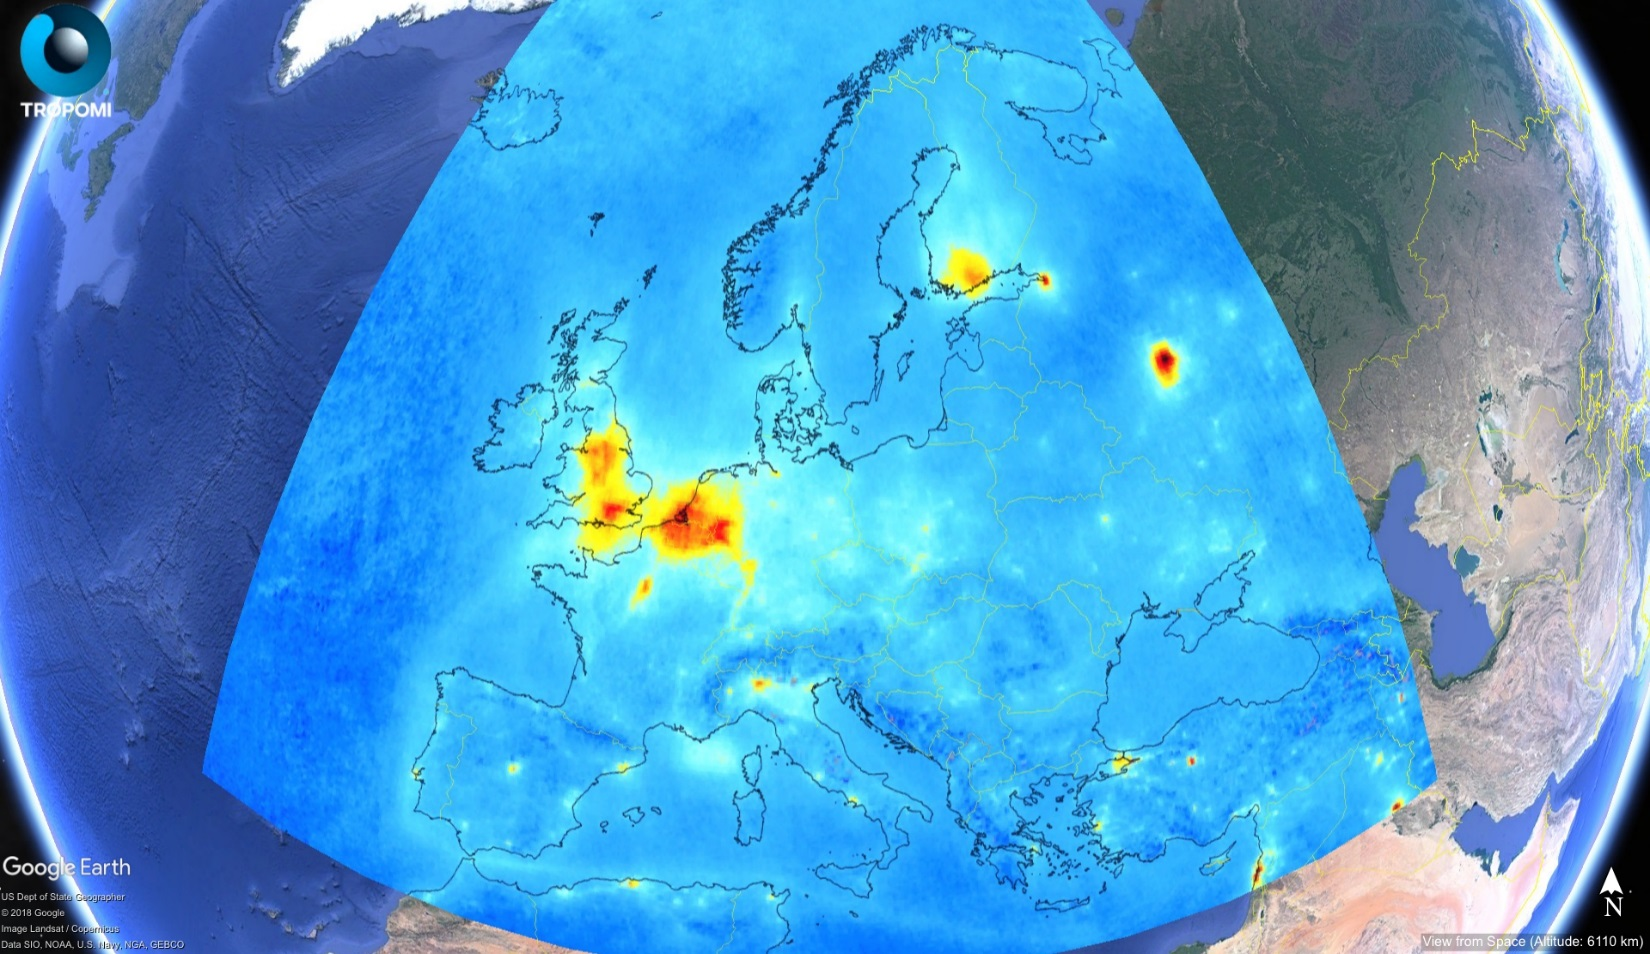 TROPOMI
Google Earth
US Dept of State Geographer
© 2018 Google
Image Landsat / Copernicus
Data SIO, NOAA, U.S. Navy, NGA, GEBCO
N
View from Space (Altitude: 6110 km)